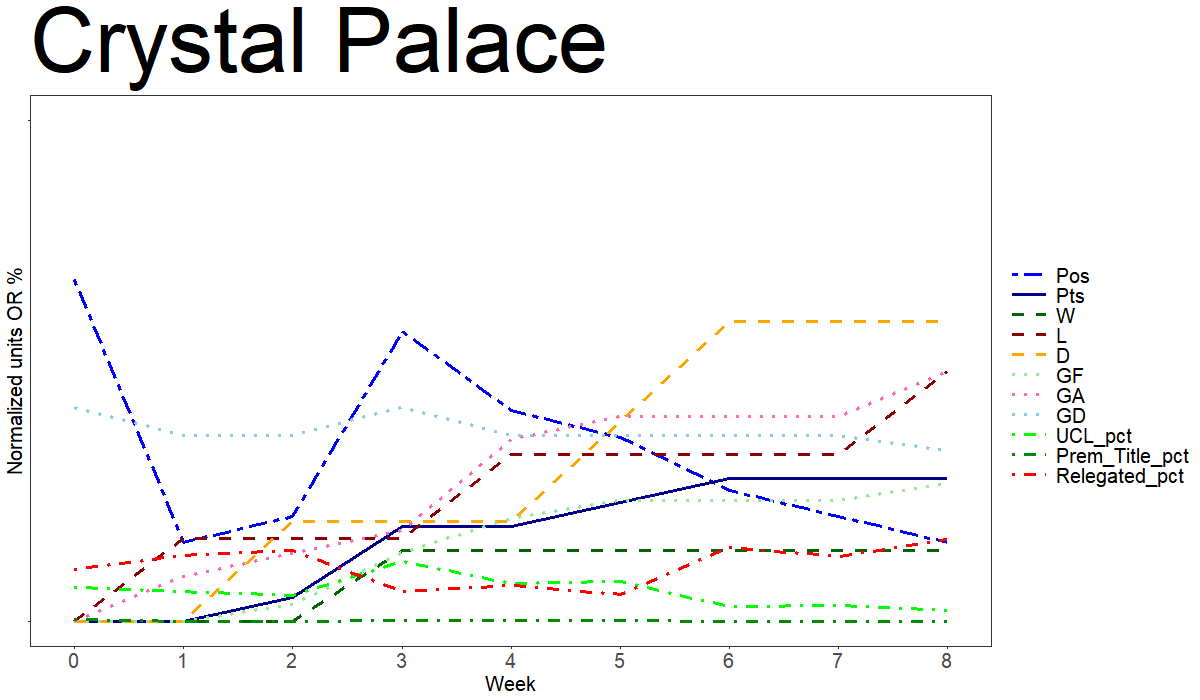 Crystal Palace
Normalized units OR %
0 1 2 3 4 5 6 7 8
Week
Pos
Pts
W
L
D
GF
GA
GD
UCL_pct
Prem_Title_pct
Relegated_pct